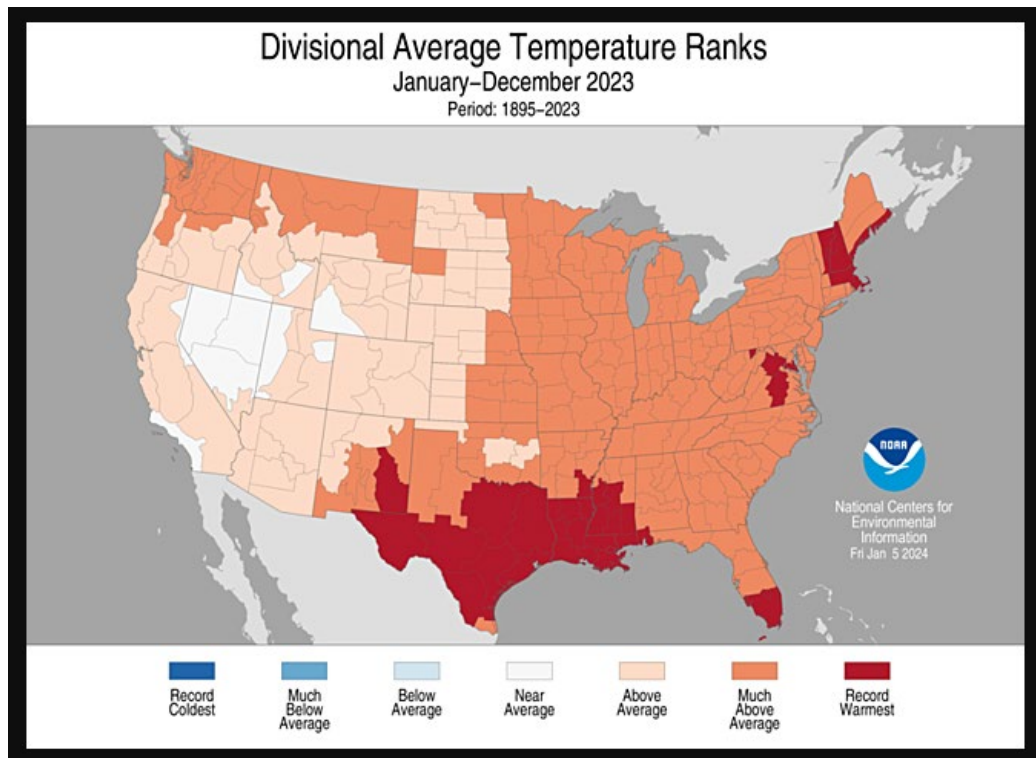 Divisional Average Temperature Ranks
January–December 2023
Period: 1895–2023
NOAA
National Centers for
Environmental
Information
Fri Jan 5 2024
Record
Coldest
Much
Below
Average
Below
Average
Near
Average
Above
Average
Much
Above
Average
Record
Warmest